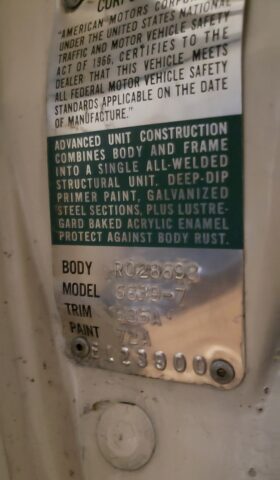 "AMERICAN MOTORS
UNDER THE UNITED STATES NATIONAL
TRAFFIC AND MOTOR VEHICLE SAFETY
ACT OF 1966, CERTIFIES TO THE
DEALER THAT THIS VEHICLE MEETS
ALL FEDERAL MOTOR VEHICLE SAFETY
STANDARDS APPLICABLE ON THE DATE
OF MANUFACTURE."
ADVANCED UNIT CONSTRUCTION
COMBINES BODY AND FRAME
INTO A SINGLE ALL-WELDED
STRUCTURAL UNIT. DEEP-DIP
PRIMER PAINT, GALVANIZED
STEEL SECTIONS, PLUS LUSTRE-
GARD BAKED ACRYLIC ENAMEL
PROTECT AGAINST BODY RUST.
BODY
MODEL
TRIM
PAINT